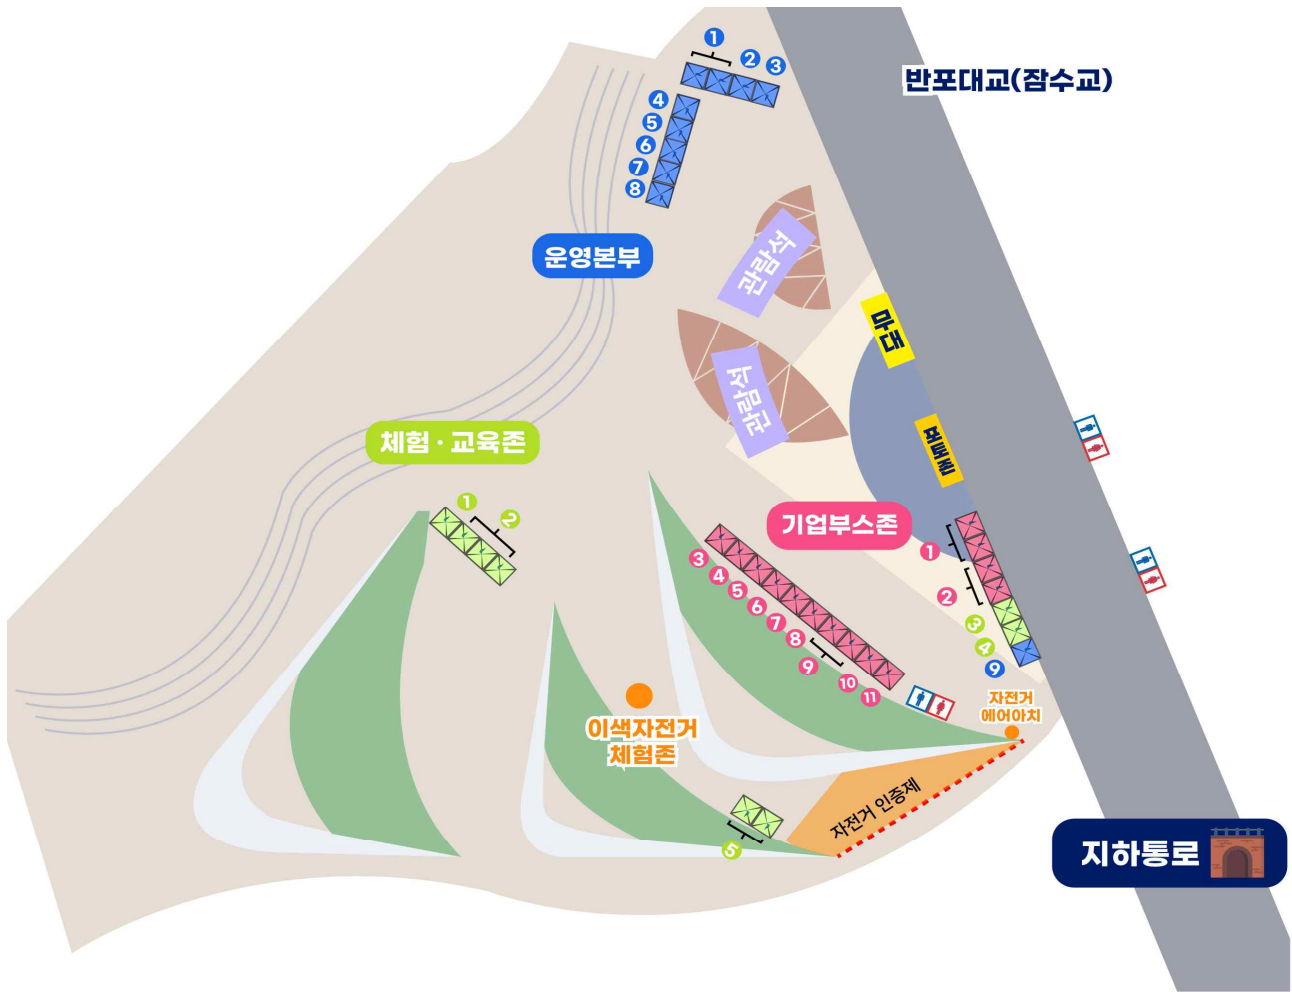 반포대교(잠수교)
1
2
3
4
5
6
7
8
운영본부
관람석
관람석
무대
포토존
체험 · 교육존
1
2
기업부스존
1
2
3
4
9
3
4
5
6
7
8
9
10
11
자전거
에어아치
이색자전거
체험존
자전거 인증제
5
지하통로